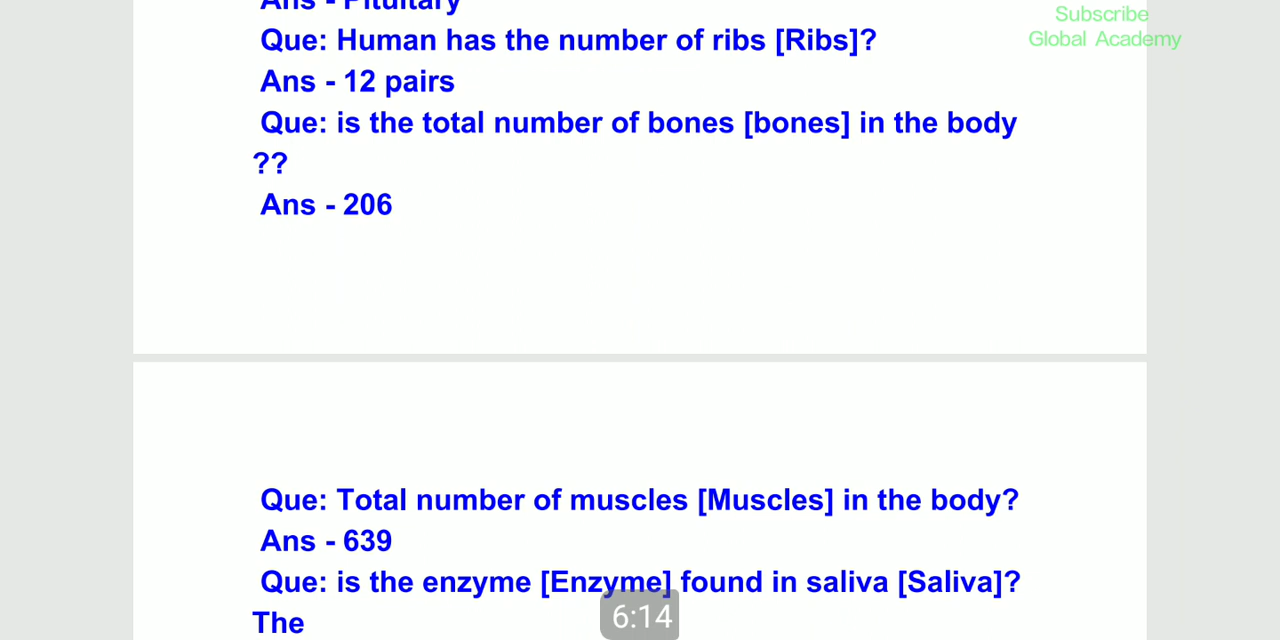 Ans - Pituitary
Subscribe
Global Academy
Que: Human has the number of ribs [Ribs]?
Ans - 12 pairs
Que: is the total number of bones [bones] in the body
??
Ans - 206
Que: Total number of muscles [Muscles] in the body?
Ans - 639
Que: is the enzyme [Enzyme] found in saliva [Saliva]?
The
6:14